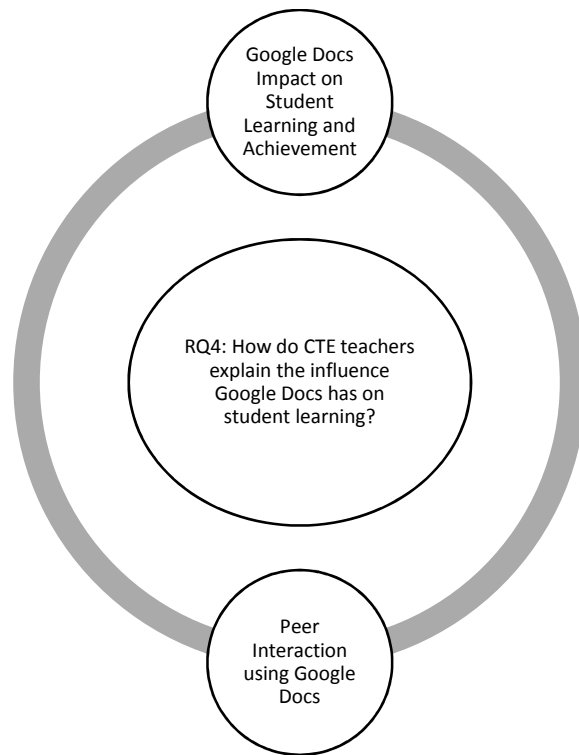 Google Docs
Impact on
Student
Learning and
Achievement
RQ4: How do CTE teachers
explain the influence
Google Docs has on
student learning?
Peer
Interaction
using Google
Docs